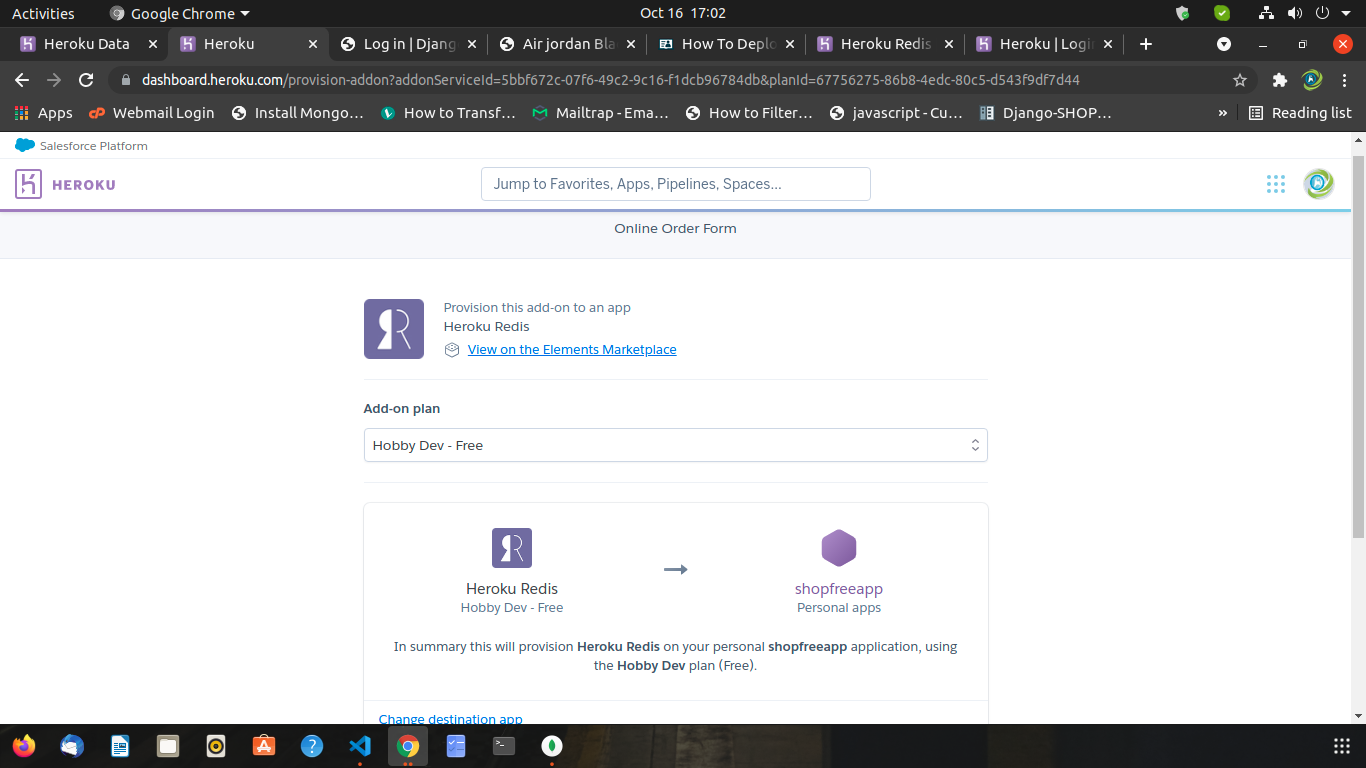 Activities
Google Chrome
Oct 16 17:02
Heroku Data
Heroku
Log in | Djang
Air jordan Bla
How To Deplo
Heroku Redis
Heroku | Logi
dashboard.heroku.com/provision-addon?addonServiceId=5bbf672c-07f6-49c2-9c16-f1dcb96784db&planId=67756275-86b8-4edc-80c5-d543f9df7d44
Apps
Webmail Login
Install Mongo...
How to Transf...
Mailtrap - Ema...
How to Filter...
javascript - Cu...
Django-SHOP...
»
Reading list
Salesforce Platform
HEROKU
Jump to Favorites, Apps, Pipelines, Spaces...
Online Order Form
Provision this add-on to an app
Heroku Redis
View on the Elements Marketplace
Add-on plan
Hobby Dev - Free
Heroku Redis
Hobby Dev - Free
shopfreeapp
Personal apps
In summary this will provision Heroku Redis on your personal shopfreeapp application, using
the Hobby Dev plan (Free).
Change destination app